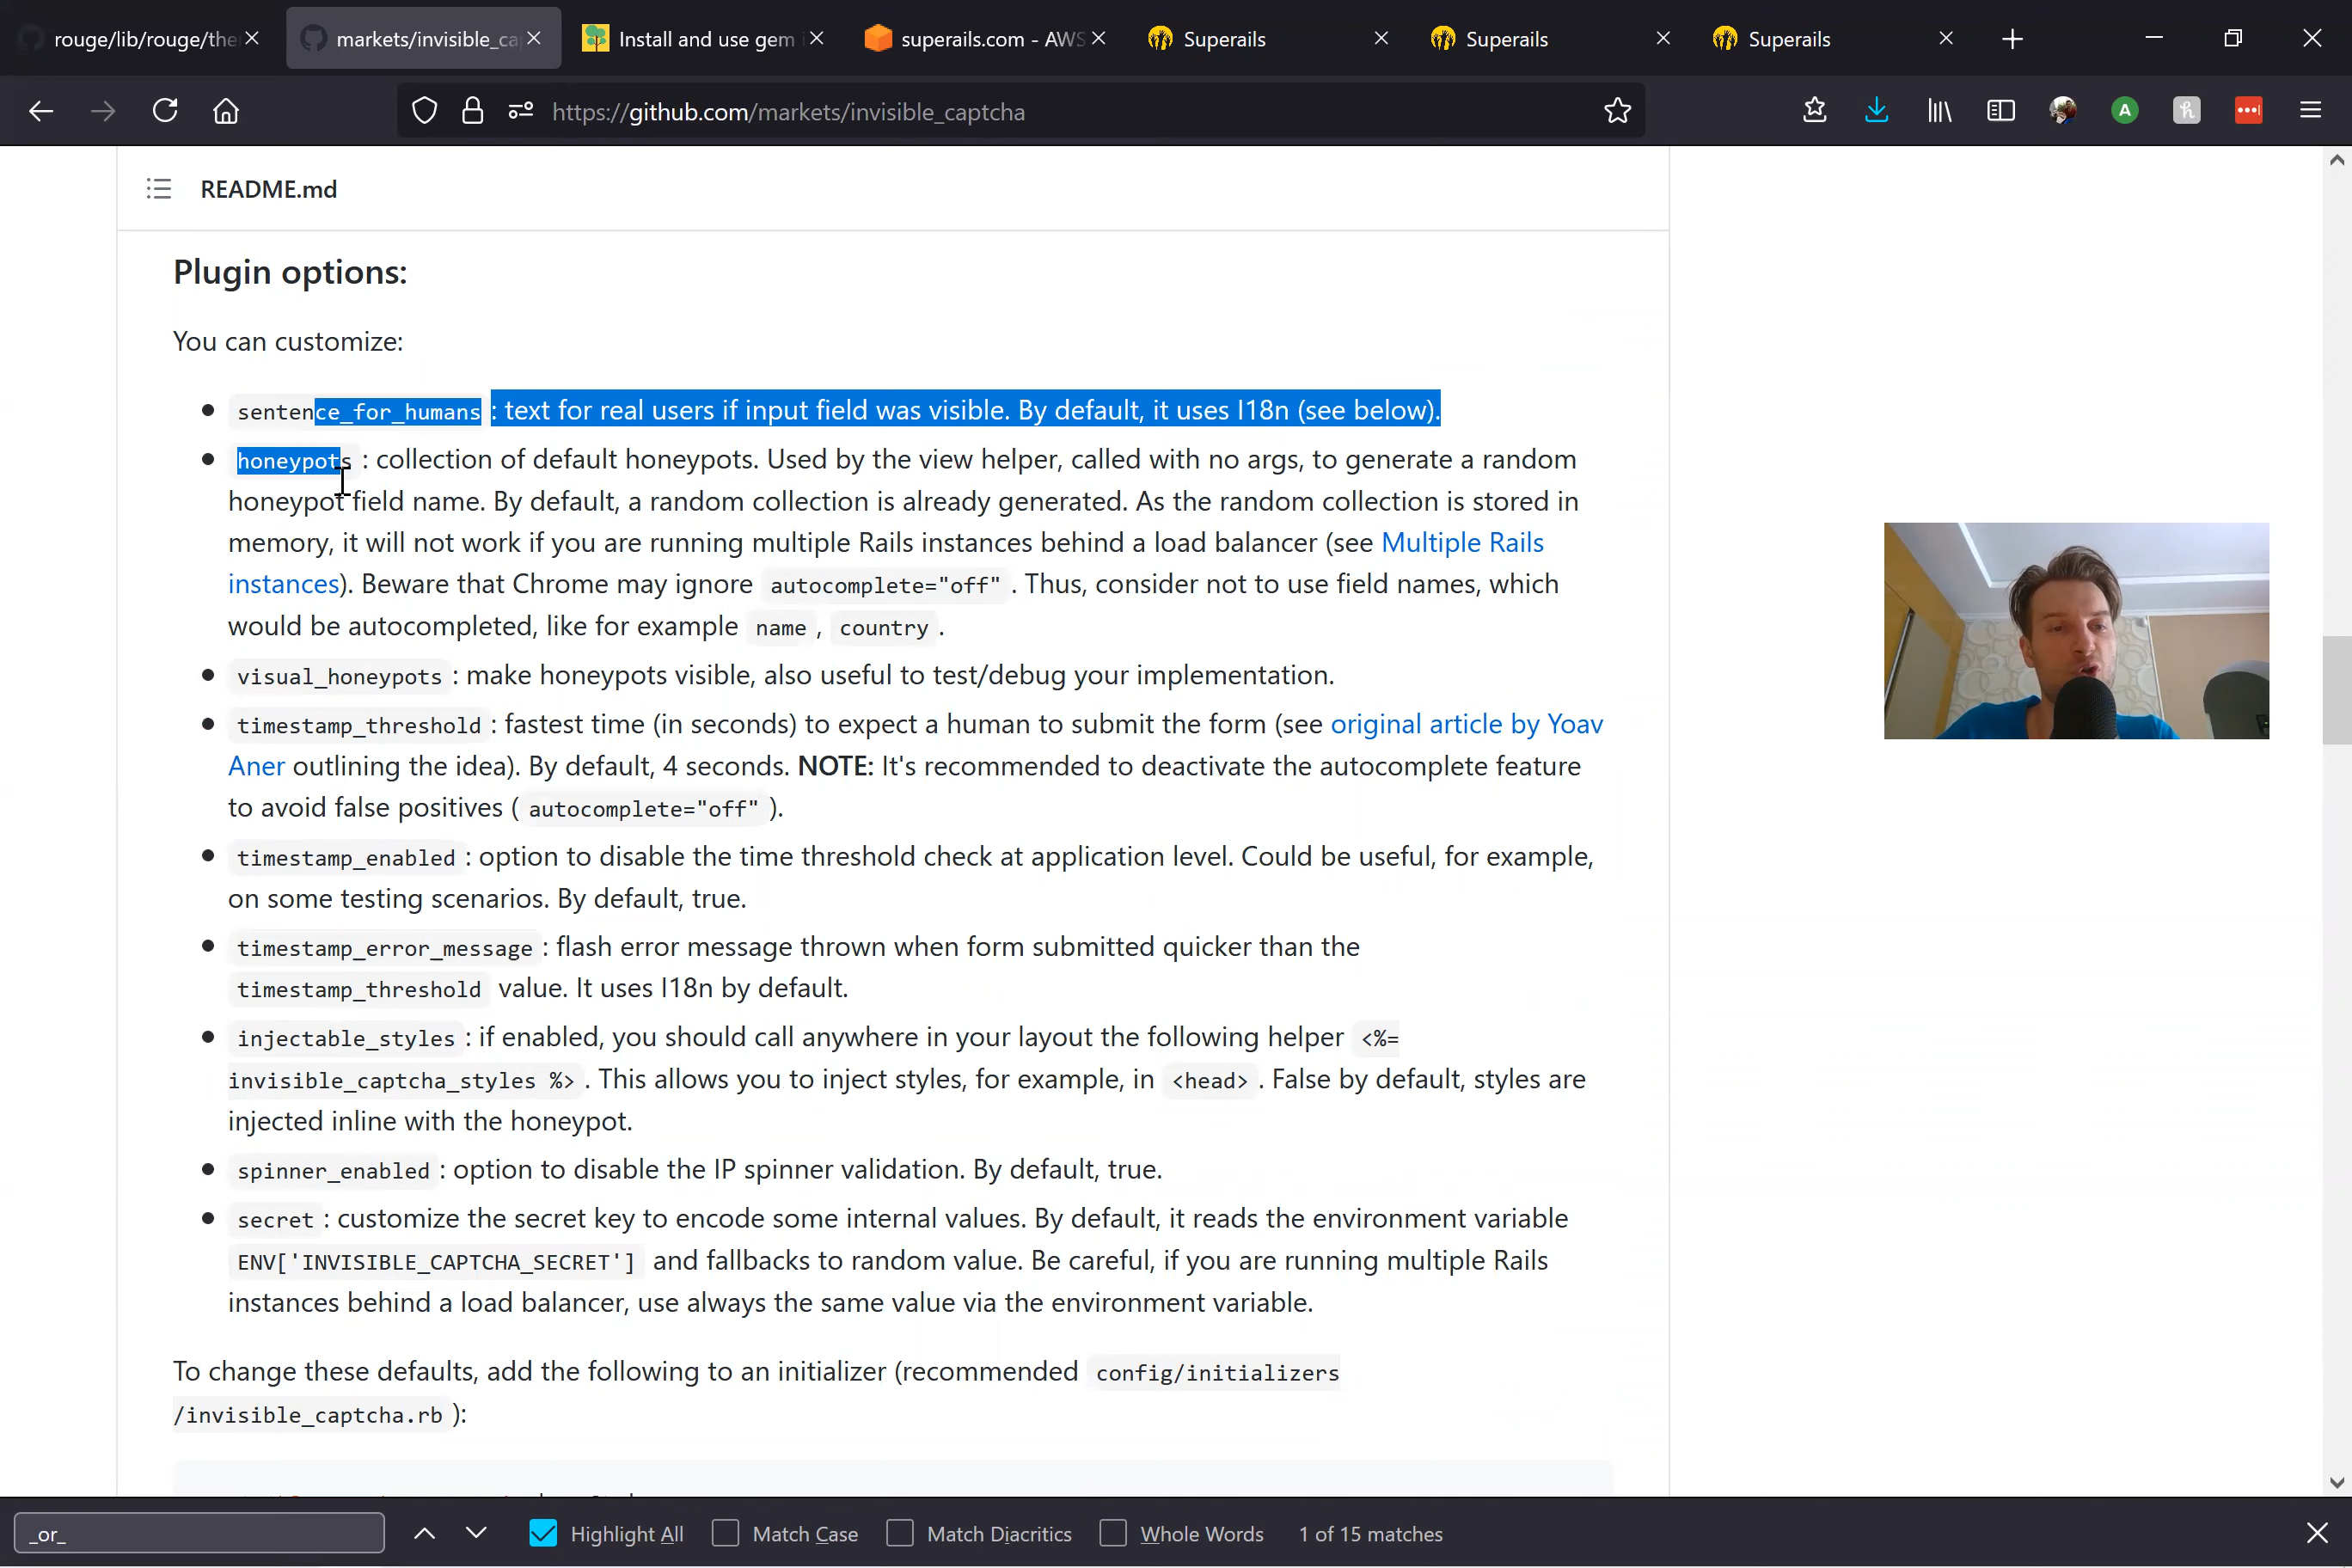 rouge/lib/rouge/the
markets/invisible_ca
Install and use gem i
superails.com - AWS
Superails
Superails
Superails
https://github.com/markets/invisible_captcha
A
README.md
Plugin options:
You can customize:
sentence_for_humans : text for real users if input field was visible. By default, it uses I18n (see below).
honeypots : collection of default honeypots. Used by the view helper, called with no args, to generate a random
honeypot field name. By default, a random collection is already generated. As the random collection is stored in
memory, it will not work if you are running multiple Rails instances behind a load balancer (see Multiple Rails
instances). Beware that Chrome may ignore autocomplete="off" . Thus, consider not to use field names, which
would be autocompleted, like for example name , country .
visual_honeypots : make honeypots visible, also useful to test/debug your implementation.
timestamp_threshold : fastest time (in seconds) to expect a human to submit the form (see original article by Yoav
Aner outlining the idea). By default, 4 seconds. NOTE: It's recommended to deactivate the autocomplete feature
to avoid false positives ( autocomplete="off" ).
timestamp_enabled : option to disable the time threshold check at application level. Could be useful, for example,
on some testing scenarios. By default, true.
timestamp_error_message : flash error message thrown when form submitted quicker than the
timestamp_threshold value. It uses I18n by default.
injectable_styles : if enabled, you should call anywhere in your layout the following helper <%=
invisible_captcha_styles %> . This allows you to inject styles, for example, in <head> . False by default, styles are
injected inline with the honeypot.
spinner_enabled : option to disable the IP spinner validation. By default, true.
secret : customize the secret key to encode some internal values. By default, it reads the environment variable
ENV['INVISIBLE_CAPTCHA_SECRET'] and fallbacks to random value. Be careful, if you are running multiple Rails
instances behind a load balancer, use always the same value via the environment variable.
To change these defaults, add the following to an initializer (recommended config/initializers
/invisible_captcha.rb ):
_or_
Highlight All
Match Case
Match Diacritics
Whole Words
1 of 15 matches